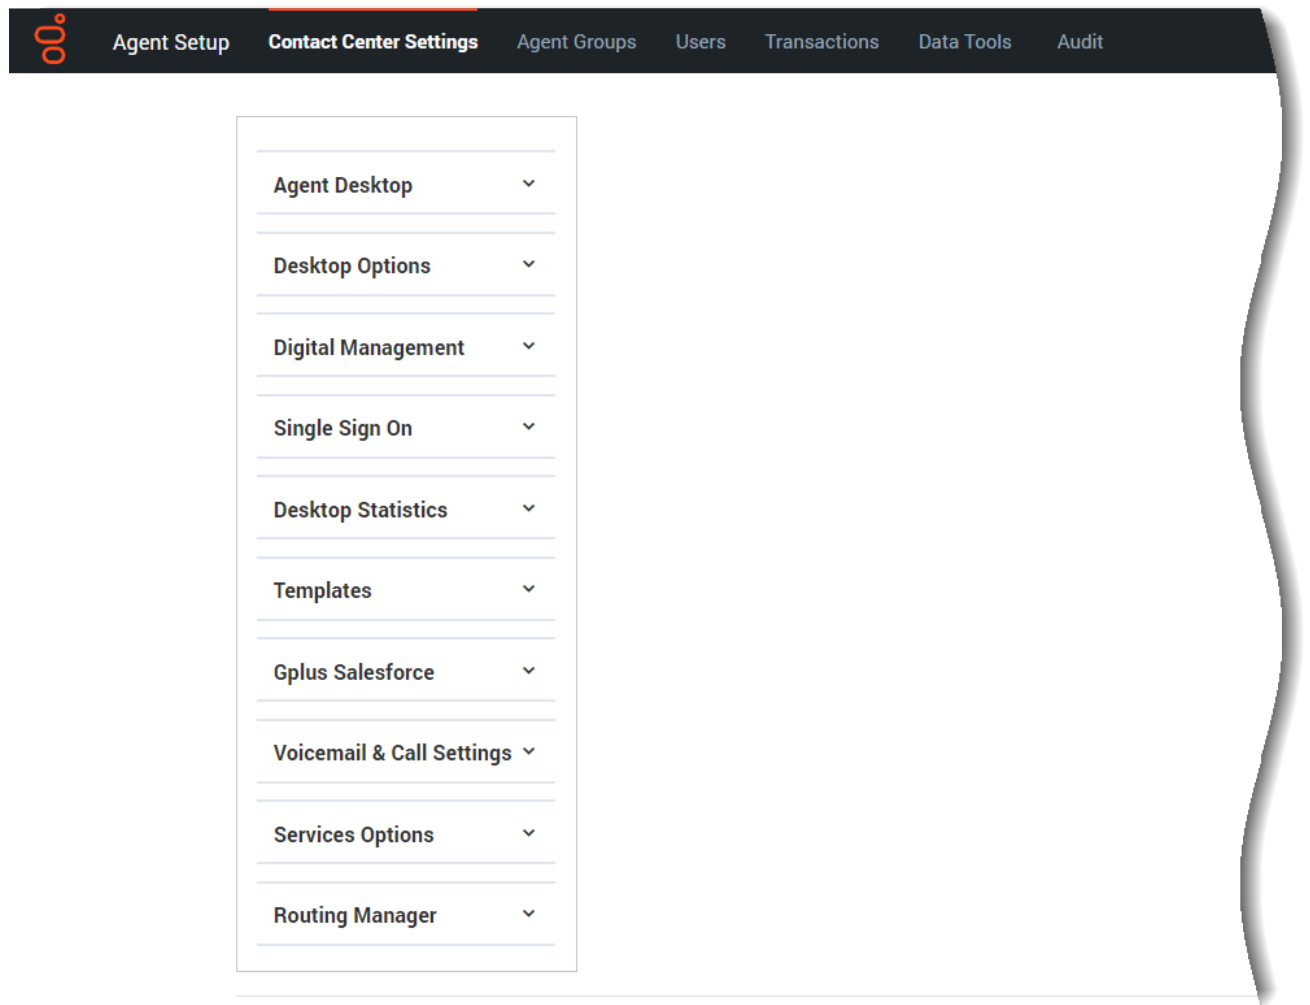 Agent Setup Contact Center Settings Agent Groups Users Transactions Data Tools Audit
Agent Desktop
Desktop Options
Digital Management
Single Sign On
Desktop Statistics
Templates
Gplus Salesforce
Voicemail & Call Settings
Services Options
Routing Manager